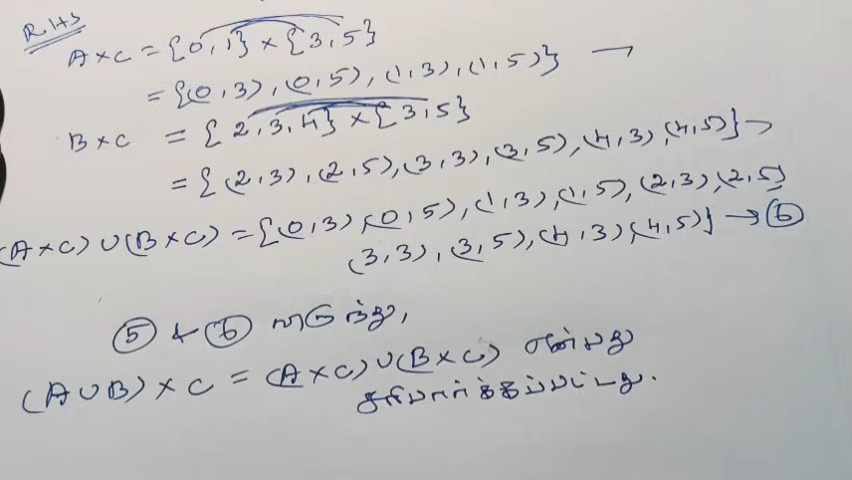 RHS
A×C = {0, 1} × {3, 5}
= {(0, 3), (0, 5), (1, 3), (1, 5)} →
B×C = {2, 3, 4} × {3, 5}
= {(2, 3), (2, 5), (3, 3), (3, 5), (4, 3), (4, 5)} →
(A×C) ∪ (B×C) = {(0, 3), (0, 5), (1, 3), (1, 5), (2, 3), (2, 5)
(3, 3), (3, 5), (4, 3), (4, 5)} → ⑥
⑤ & ⑥ லிருந்து,
(A∪B) × C = (A×C) ∪ (B×C) என்பது
சரிபார்க்கப்பட்டது.